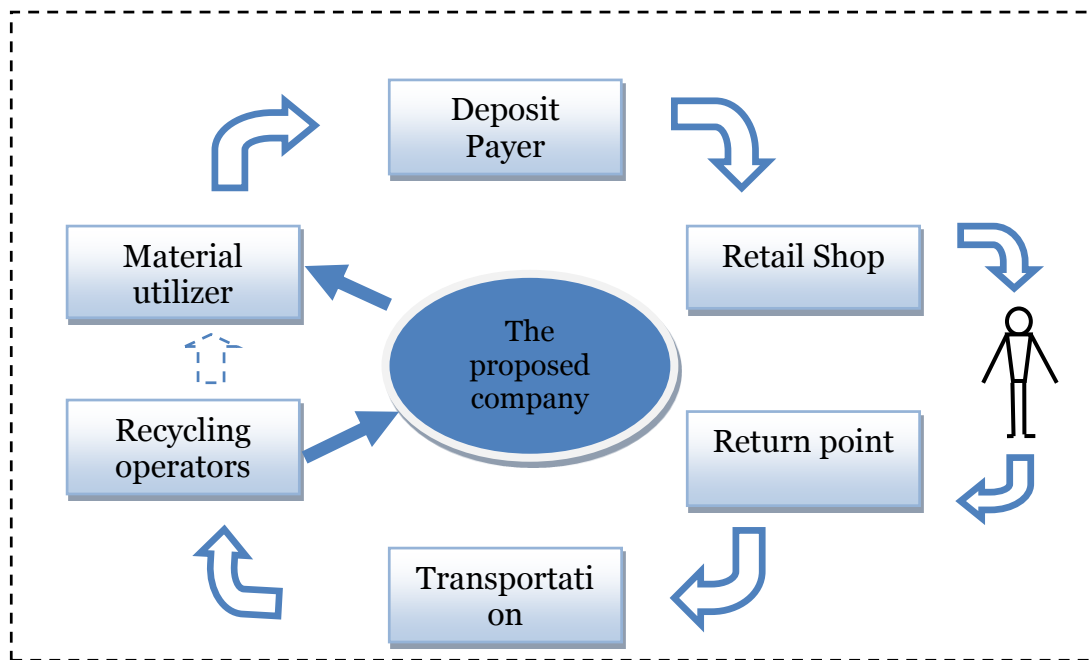 Deposit
Payer
Material
utilizer
Retail Shop
The
proposed
company
Recycling
operators
Return point
Transportati
on